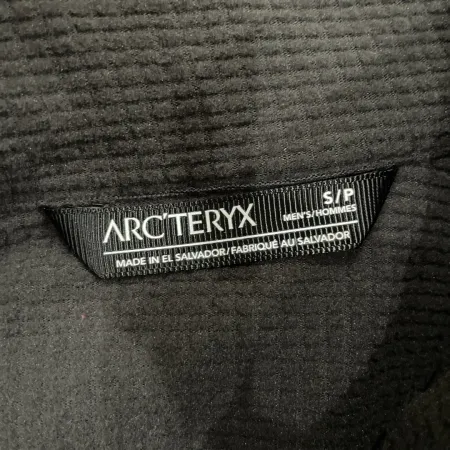 ARC'TERYX
S/P
MEN'S/HOMMES
MADE IN EL SALVADOR/FABRIQUÉ AU SALVADOR